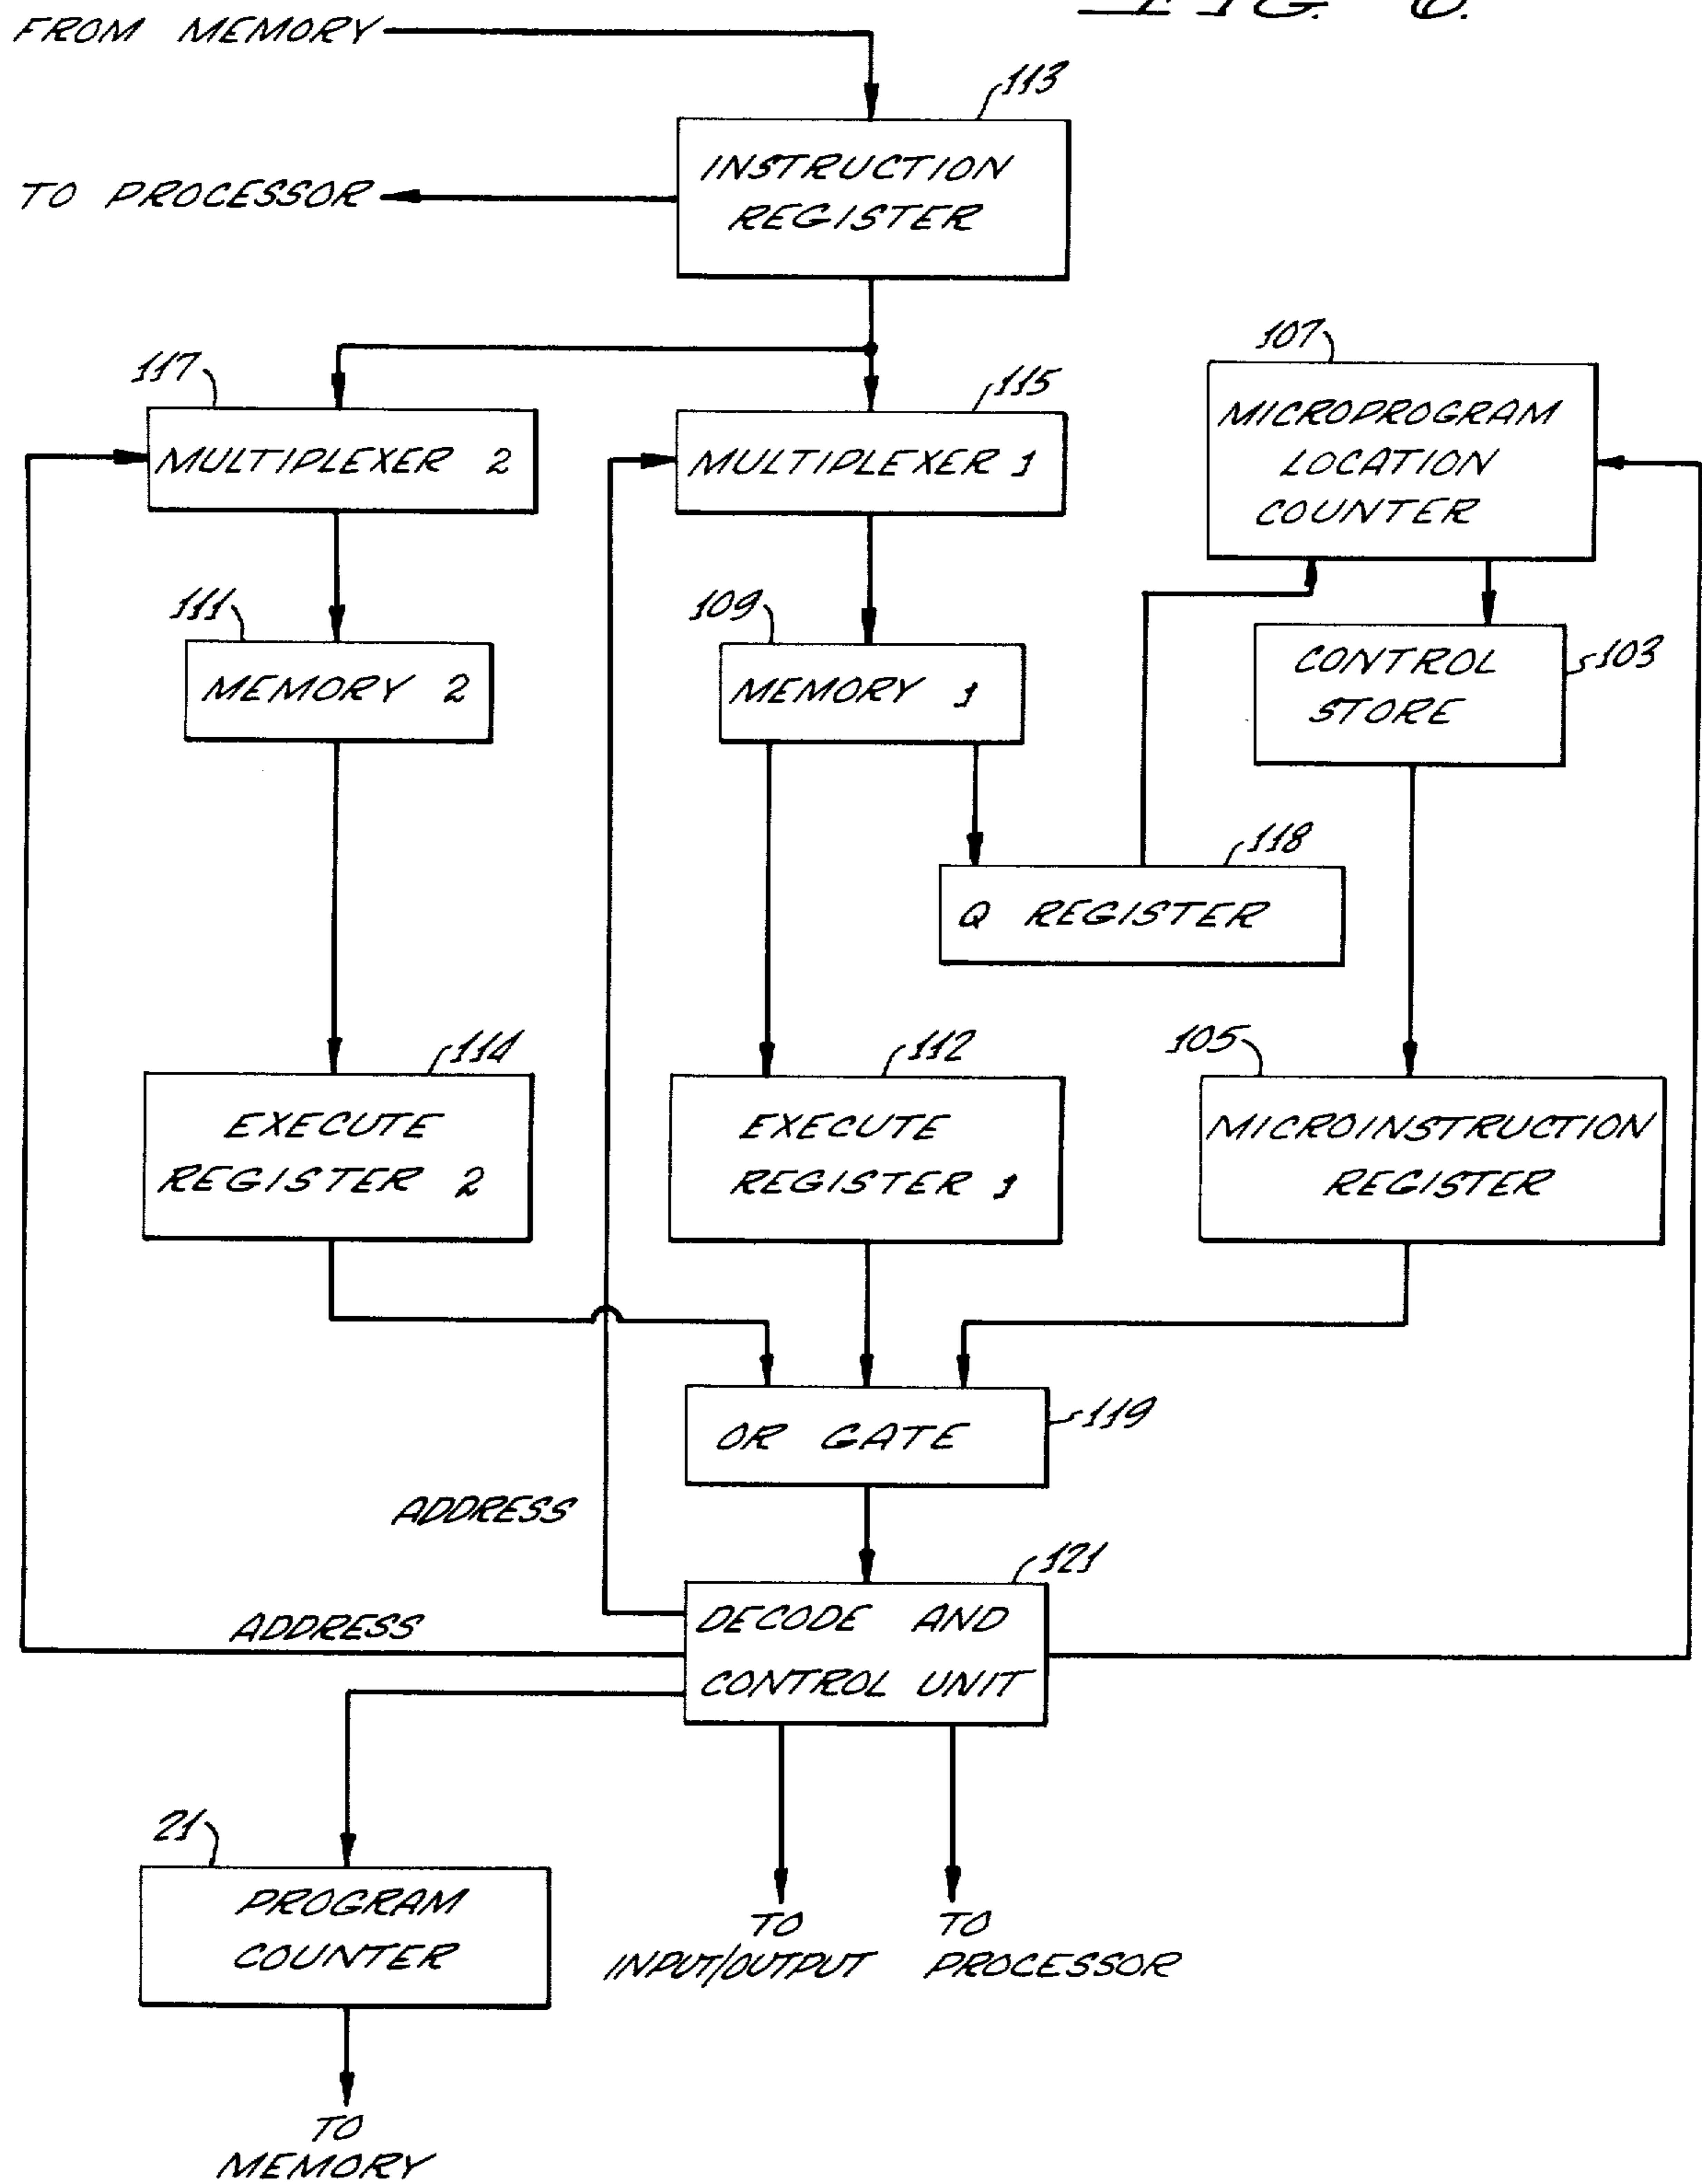 FIG. 6.
FROM MEMORY
113
INSTRUCTION
REGISTER
TO PROCESSOR
107
MICROPROGRAM
LOCATION
COUNTER
117
MULTIPLEXER 2
115
MULTIPLEXER 1
111
MEMORY 2
109
MEMORY 1
CONTROL
STORE
103
118
Q REGISTER
114
EXECUTE
REGISTER 2
112
EXECUTE
REGISTER 1
105
MICROINSTRUCTION
REGISTER
OR GATE
119
ADDRESS
121
DECODE AND
CONTROL UNIT
ADDRESS
21
PROGRAM
COUNTER
TO
INPUT/OUTPUT
TO
PROCESSOR
TO
MEMORY